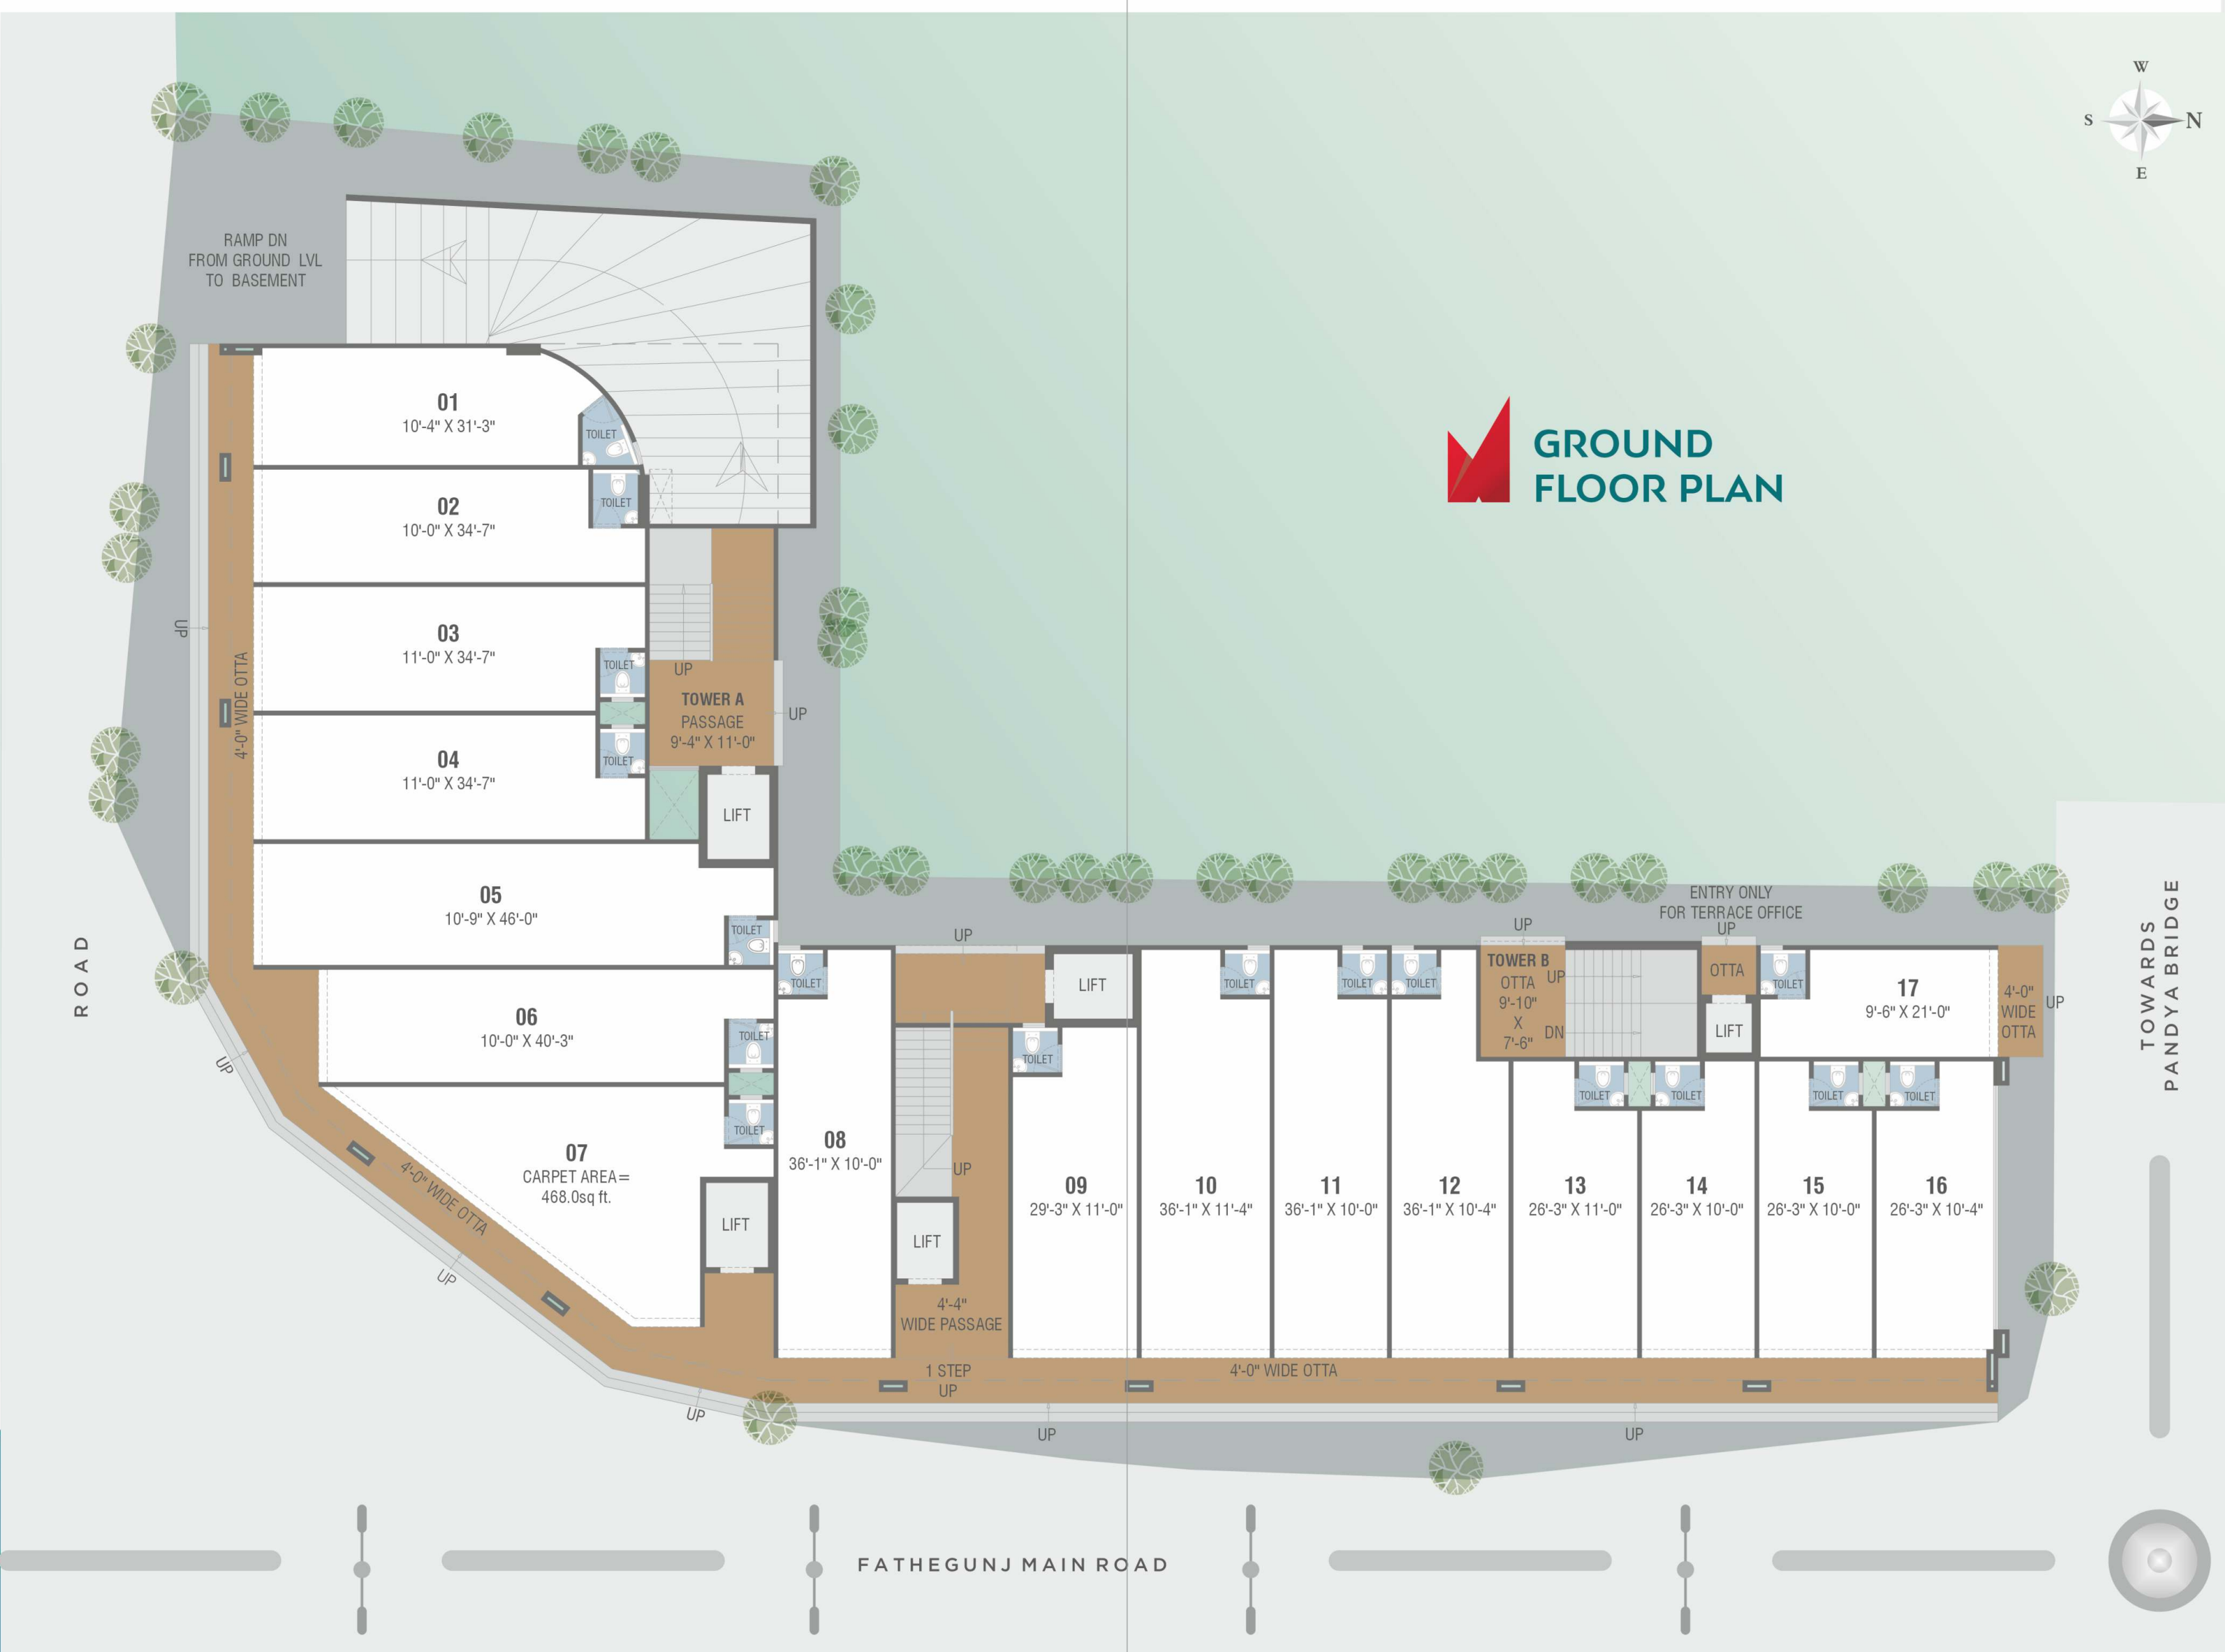 W
S
N
E
RAMP DN
FROM GROUND LVL
TO BASEMENT
GROUND
FLOOR PLAN
01
10'-4" X 31'-3"
TOILET
02
10'-0" X 34'-7"
TOILET
03
11'-0" X 34'-7"
TOILET
UP
UP
4'-0" WIDE OTTA
TOWER A
PASSAGE
9'-4" X 11'-0"
UP
04
11'-0" X 34'-7"
TOILET
LIFT
05
10'-9" X 46'-0"
TOILET
ROAD
06
10'-0" X 40'-3"
TOILET
UP
07
CARPET AREA=
468.0sq ft.
TOILET
LIFT
4'-0" WIDE OTTA
UP
UP
TOILET
08
36'-1" X 10'-0"
UP
LIFT
TOILET
UP
LIFT
4'-4"
WIDE PASSAGE
1 STEP
UP
09
29'-3" X 11'-0"
TOILET
10
36'-1" X 11'-4"
TOILET
11
36'-1" X 10'-0"
TOILET
12
36'-1" X 10'-4"
UP
TOWER B
OTTA
9'-10"
X
7'-6"
UP
DN
ENTRY ONLY
FOR TERRACE OFFICE
UP
OTTA
LIFT
TOILET
17
9'-6" X 21'-0"
4'-0"
WIDE
OTTA
UP
TOILET
13
26'-3" X 11'-0"
TOILET
14
26'-3" X 10'-0"
TOILET
15
26'-3" X 10'-0"
TOILET
16
26'-3" X 10'-4"
4'-0" WIDE OTTA
UP
UP
TOWARDS
PANDYA BRIDGE
FATHEGUNJ MAIN ROAD